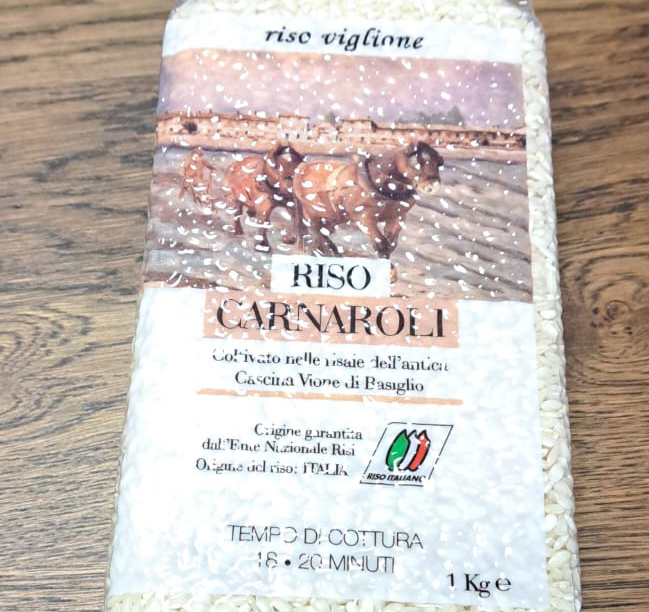 riso viglione
RISO
CARNAROLI
Coltivato nelle risaie dell'antica
Cascina Vione di Basiglio
Origine garantita
dall'Ente Nazionale Risi
Origine del riso: ITALIA
RISO ITALIANO
TEMPO DI COTTURA
18 • 20 MINUTI
1 Kg e